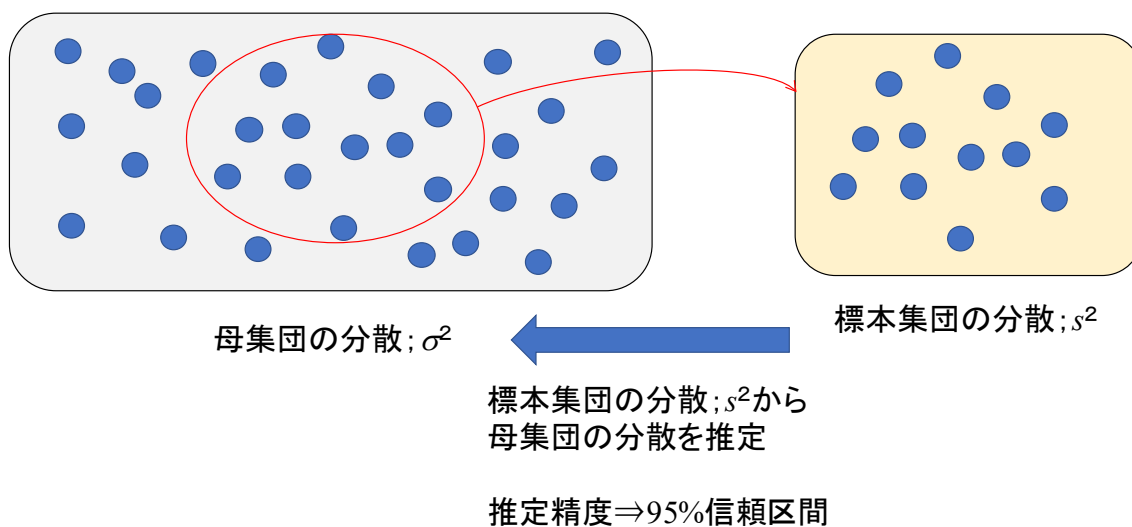 母集団の分散；σ²
標本集団の分散；s²
標本集団の分散；s²から
母集団の分散を推定
推定精度⇒95%信頼区間